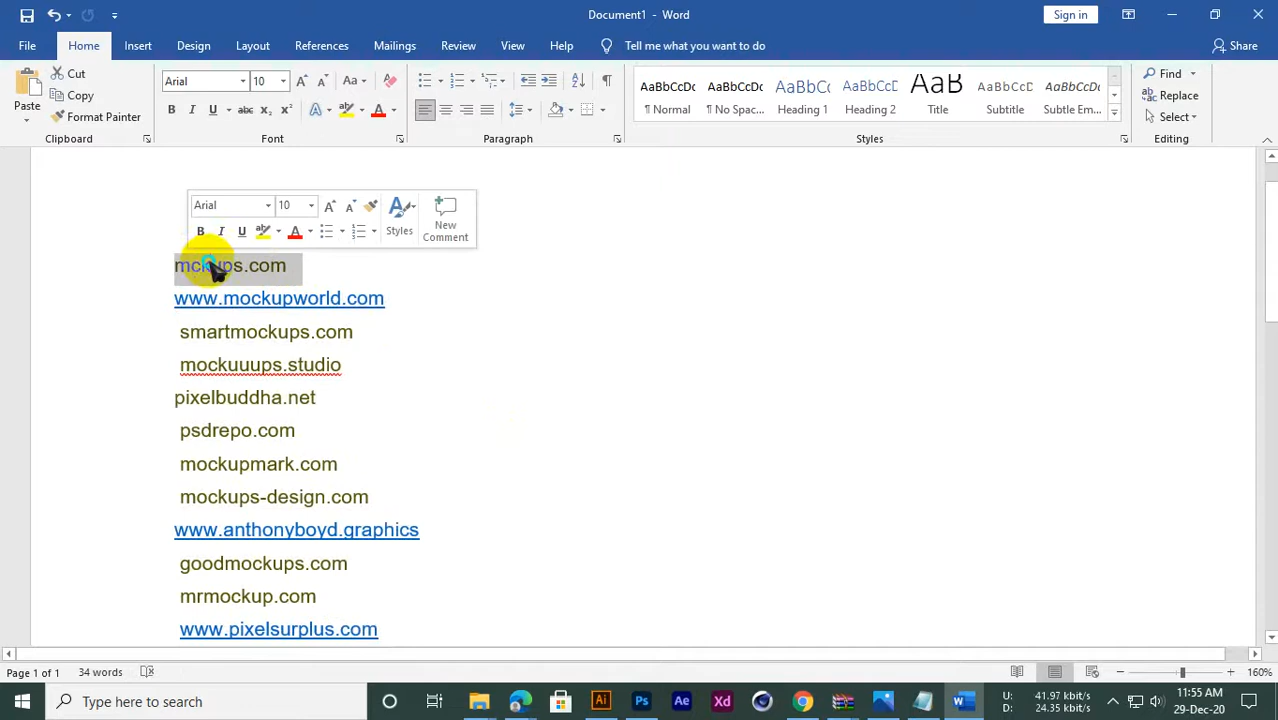 Document1 - Word
Sign in
File Home Insert Design Layout References Mailings Review View Help Tell me what you want to do Share
Paste
Cut
Copy
Format Painter
Clipboard
Arial 10
Font
Paragraph
AaBbCcDc AaBbCcDc AaBbCc AaBbCcC AaB AaBbCcD AaBbCcDc
¶ Normal ¶ No Spac... Heading 1 Heading 2 Title Subtitle Subtle Em...
Styles
Find
Replace
Select
Editing
Arial 10
Styles
New Comment
mckups.com
www.mockupworld.com
smartmockups.com
mockuuups.studio
pixelbuddha.net
psdrepo.com
mockupmark.com
mockups-design.com
www.anthonyboyd.graphics
goodmockups.com
mrmockup.com
www.pixelsurplus.com
Page 1 of 1 34 words 160%
Type here to search
U: 41.97 kbit/s
D: 24.35 kbit/s
11:55 AM
29-Dec-20